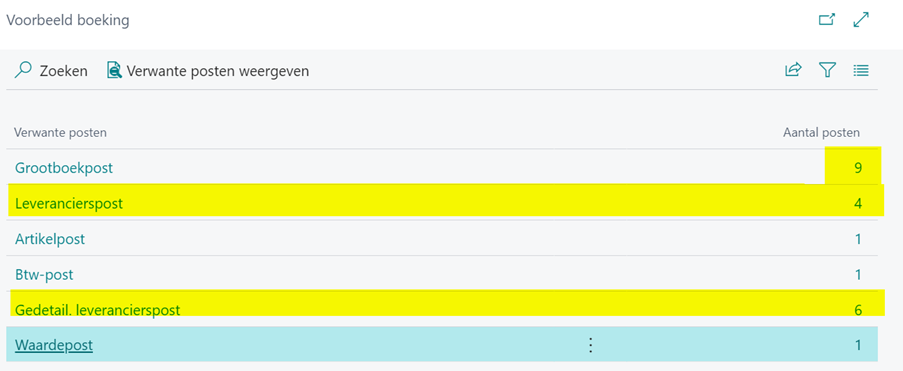 Voorbeeld boeking
Zoeken Verwante posten weergeven
Verwante posten Aantal posten
Grootboekpost 9
Leverancierspost 4
Artikelpost 1
Btw-post 1
Gedetail. leverancierspost 6
Waardepost 1